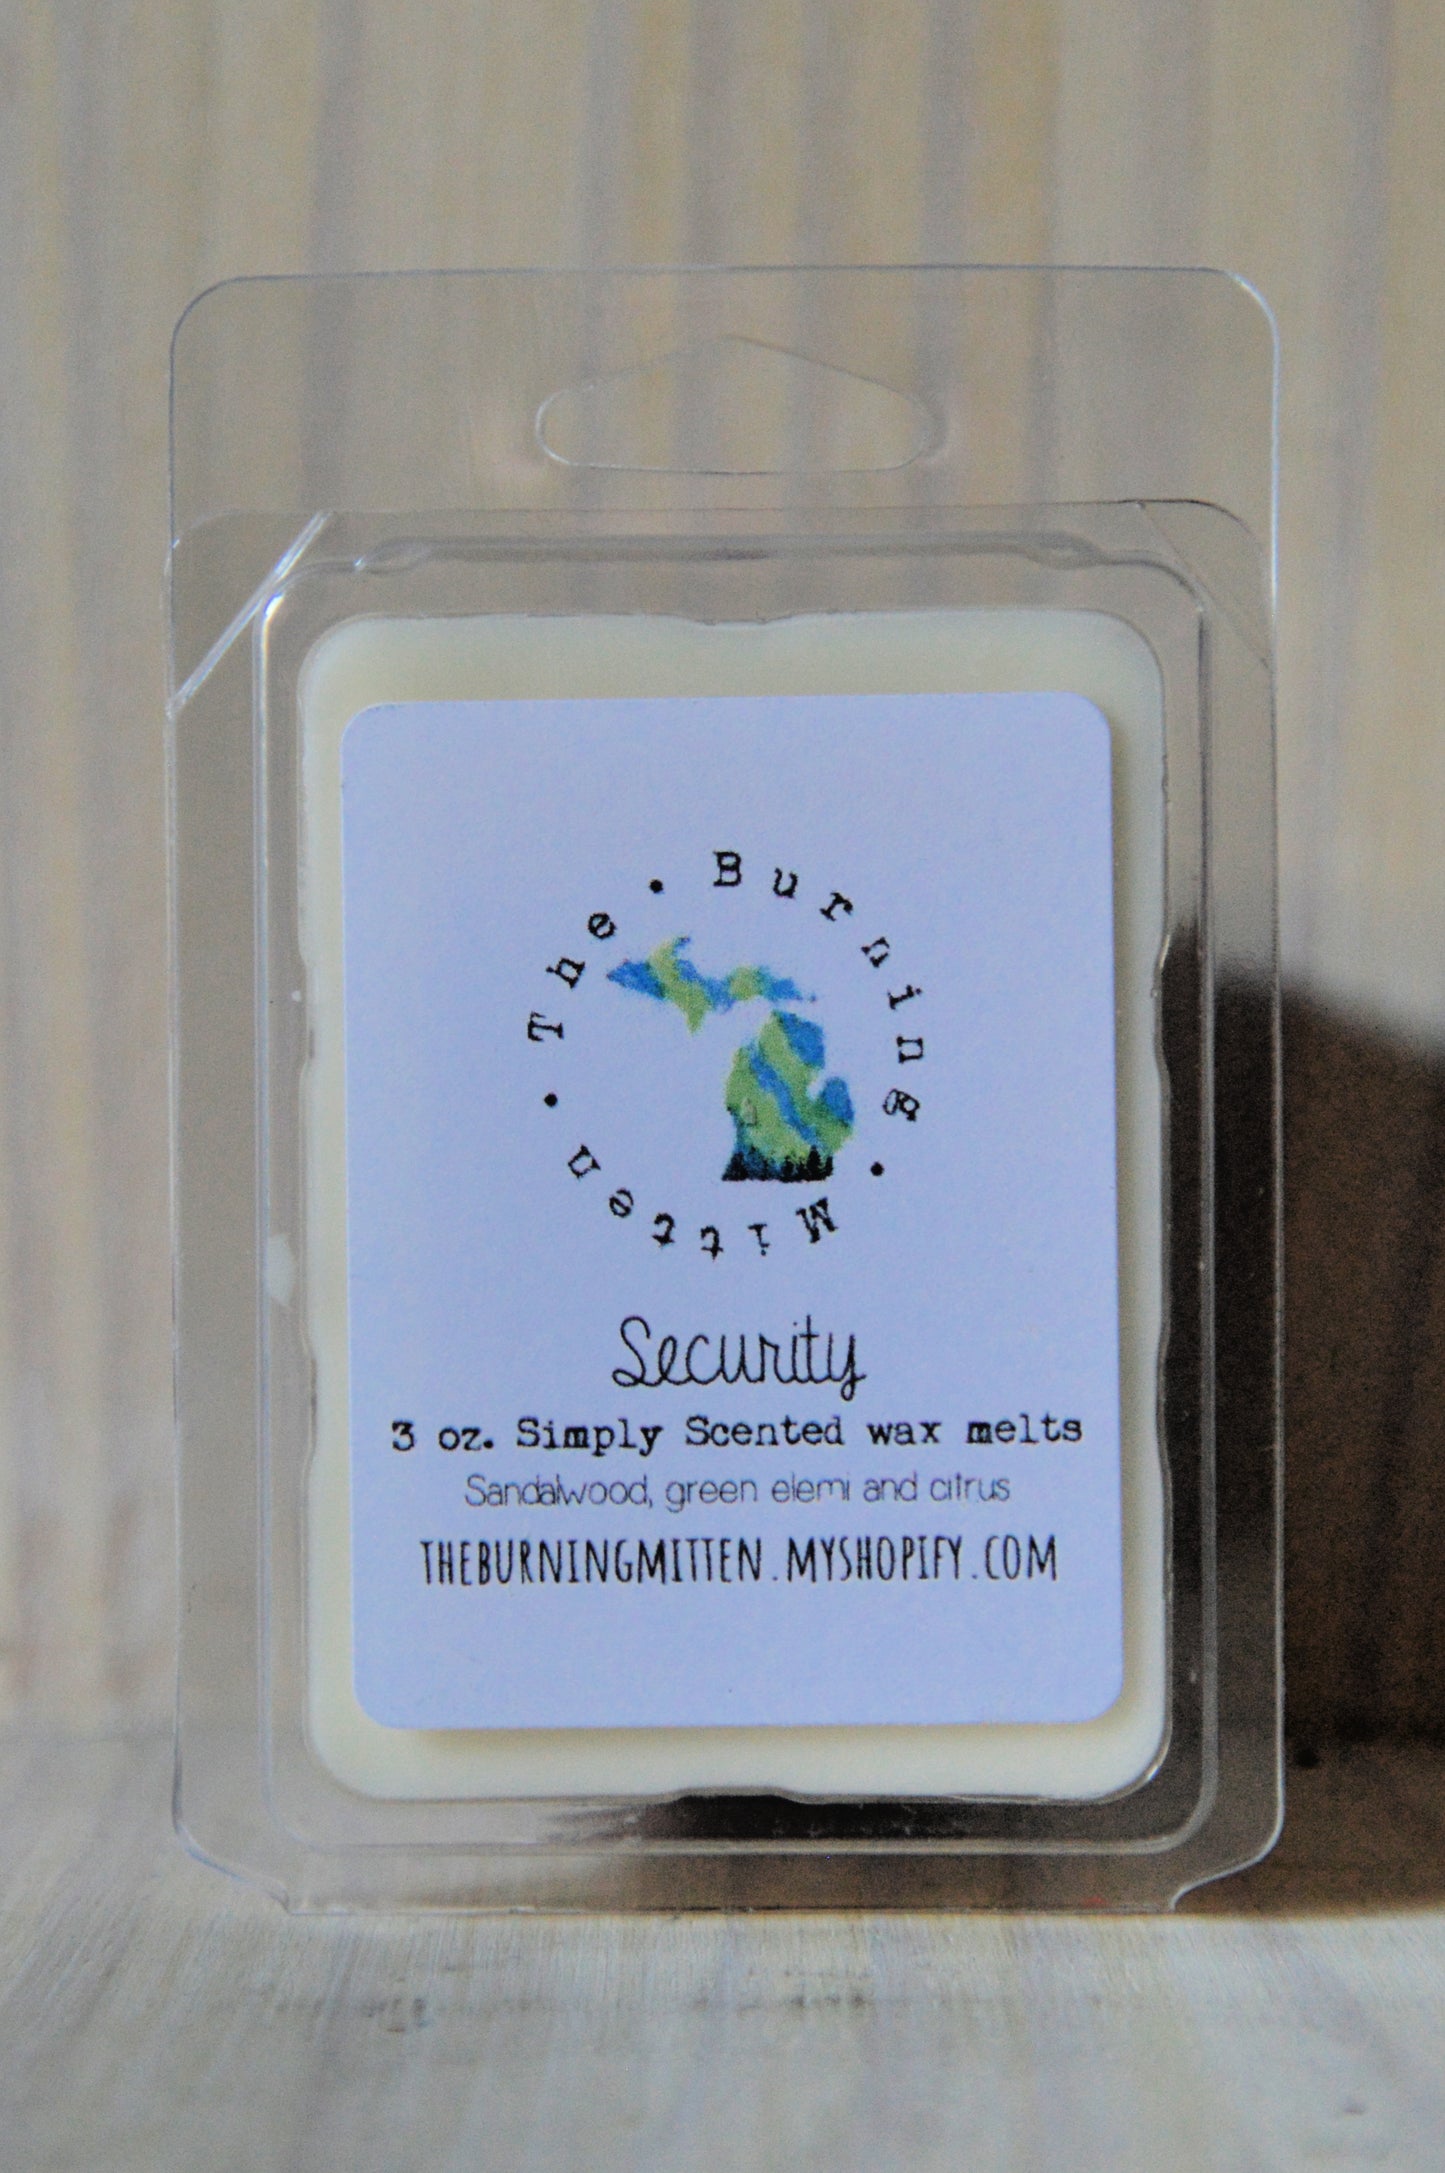 • The • Burning • Mitten
Security
3 oz. Simply Scented wax melts
Sandalwood, green elemi and citrus
THEBURNINGMITTEN.MYSHOPIFY.COM